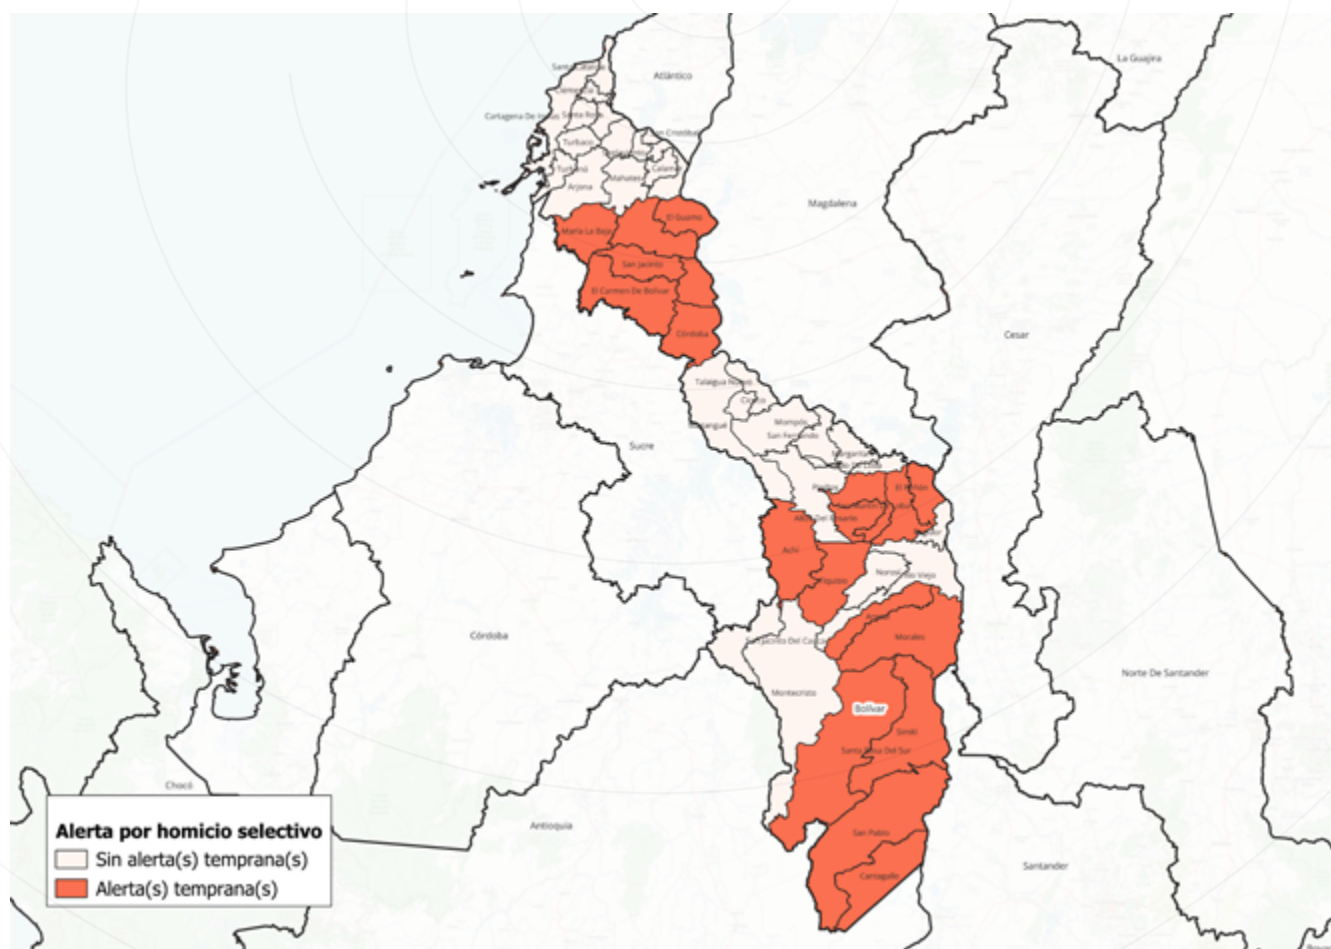 La Guajira
Atlántico
Clemencia
Cartagena De Indias
Santa Rosa
Turbaco
Turbaná
Mahates
Calamar
Arjona
Magdalena
El Guamo
María La Baja
San Jacinto
El Carmen De Bolívar
Córdoba
Cesar
Talaigua Nuevo
Cicuco
Mompós
San Fernando
Sucre
Margarita
Pinillos
El Peñón
Altos Del Rosario
Achí
Tiquisio
Norosí
Río Viejo
Córdoba
San Jacinto Del Cauca
Morales
Norte De Santander
Montecristo
Bolívar
Simití
Santa Rosa Del Sur
Chocó
Antioquia
San Pablo
Santander
Cantagallo
Alerta por homicio selectivo
Sin alerta(s) temprana(s)
Alerta(s) temprana(s)